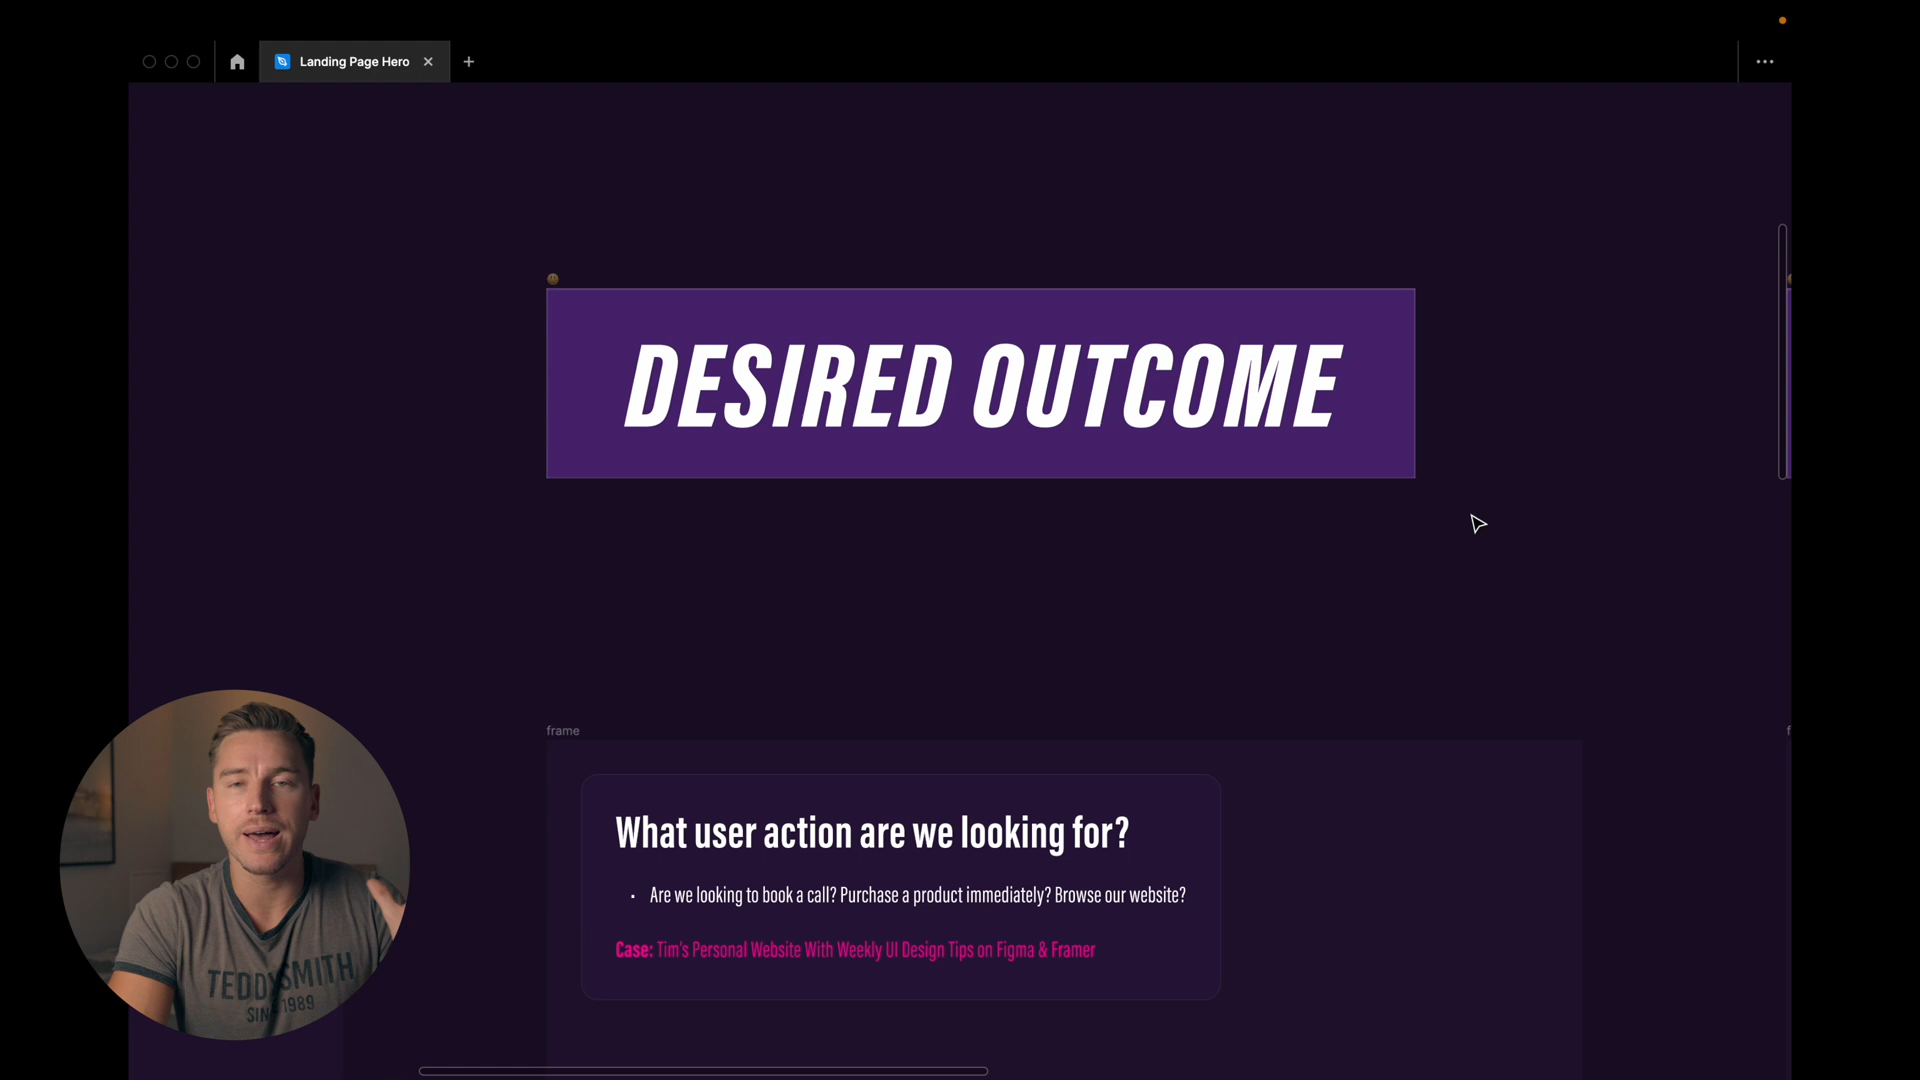 Landing Page Hero
DESIRED OUTCOME
frame
What user action are we looking for?
• Are we looking to book a call? Purchase a product immediately? Browse our website?
Case: Tim's Personal Website With Weekly UI Design Tips on Figma & Framer
TEDDY SMITH
1989